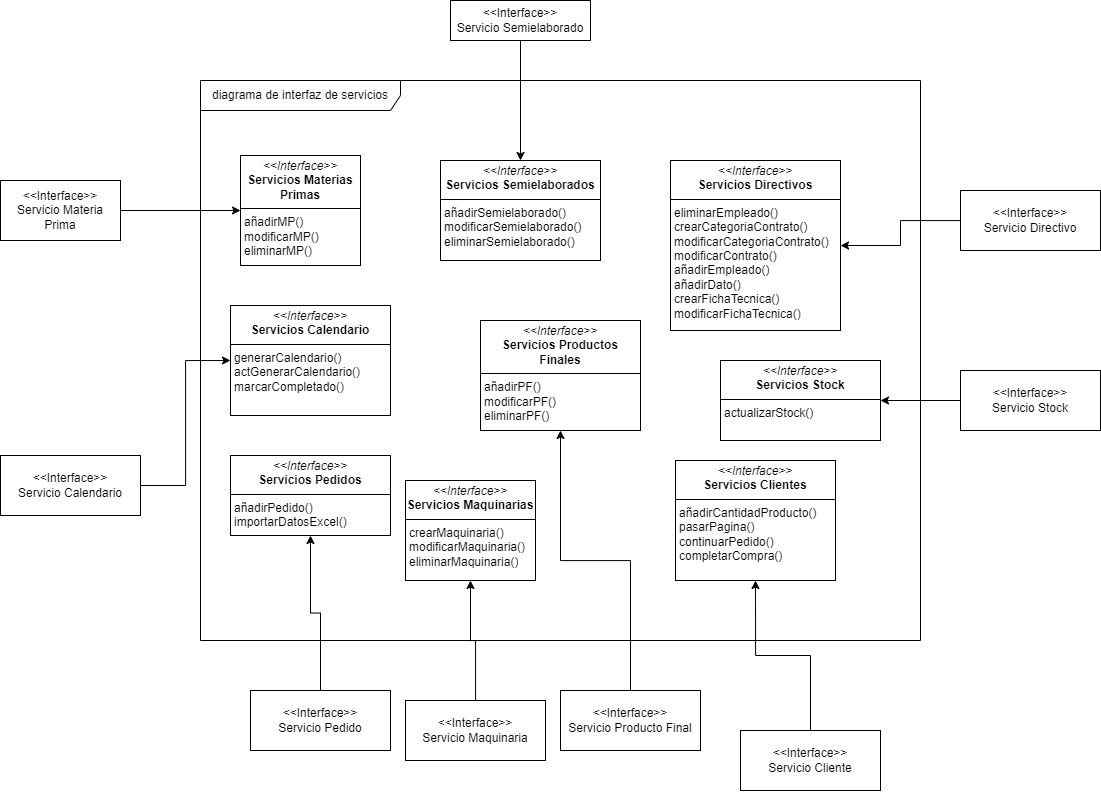 <<Interface>>
Servicio Semielaborado
diagrama de interfaz de servicios
<<Interface>>
Servicio Materia
Prima
<<Interface>>
Servicios Materias
Primas
añadirMP()
modificarMP()
eliminarMP()
<<Interface>>
Servicios Semielaborados
añadirSemielaborado()
modificarSemielaborado()
eliminarSemielaborado()
<<Interface>>
Servicios Directivos
eliminarEmpleado()
crearCategoriaContrato()
modificarCategoriaContrato()
modificarContrato()
añadirEmpleado()
añadirDato()
crearFichaTecnica()
modificarFichaTecnica()
<<Interface>>
Servicio Directivo
<<Interface>>
Servicios Calendario
generarCalendario()
actGenerarCalendario()
marcarCompletado()
<<Interface>>
Servicios Productos
Finales
añadirPF()
modificarPF()
eliminarPF()
<<Interface>>
Servicios Stock
actualizarStock()
<<Interface>>
Servicio Stock
<<Interface>>
Servicio Calendario
<<Interface>>
Servicios Pedidos
añadirPedido()
importarDatosExcel()
<<Interface>>
Servicios Maquinarias
crearMaquinaria()
modificarMaquinaria()
eliminarMaquinaria()
<<Interface>>
Servicios Clientes
añadirCantidadProducto()
pasarPagina()
continuarPedido()
completarCompra()
<<Interface>>
Servicio Pedido
<<Interface>>
Servicio Maquinaria
<<Interface>>
Servicio Producto Final
<<Interface>>
Servicio Cliente